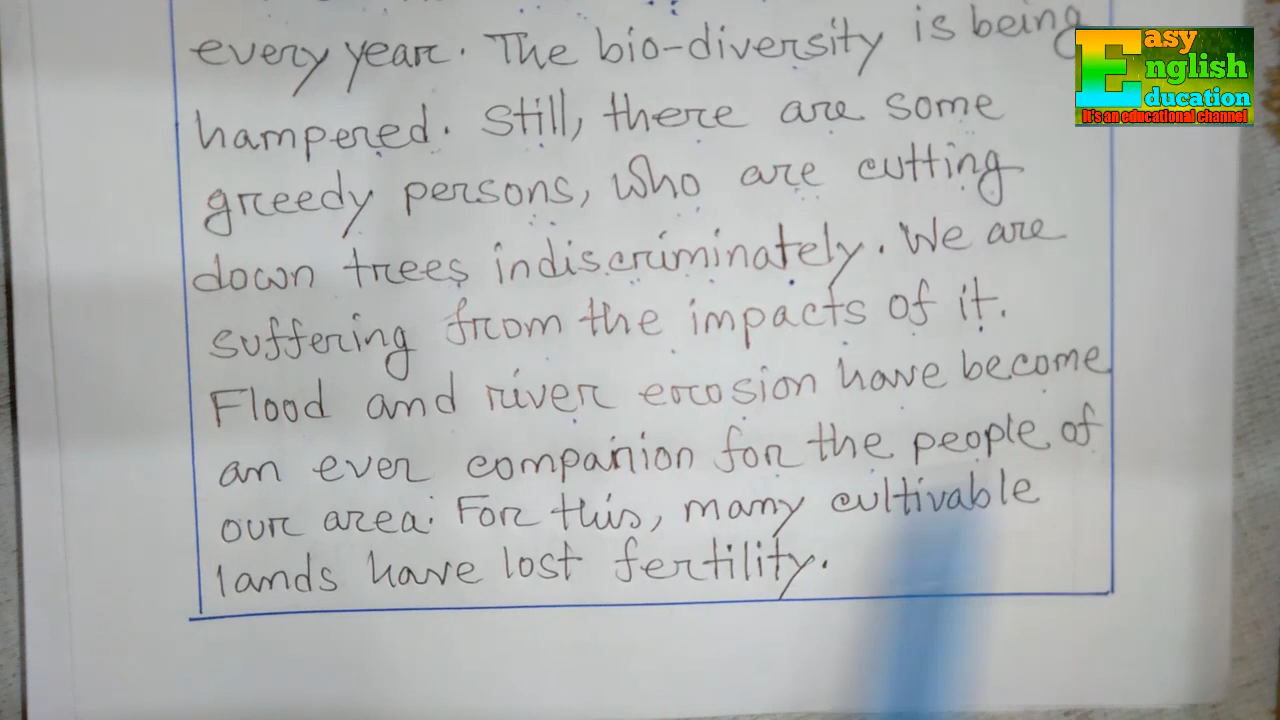 every year. The bio-diversity is being
hampered. Still, there are some
greedy persons, who are cutting
down trees indiscriminately. We are
suffering from the impacts of it.
Flood and river erosion have become
an ever companion for the people of
our area. For this, many cultivable
lands have lost fertility.
Easy
English
Education
It's an educational channel